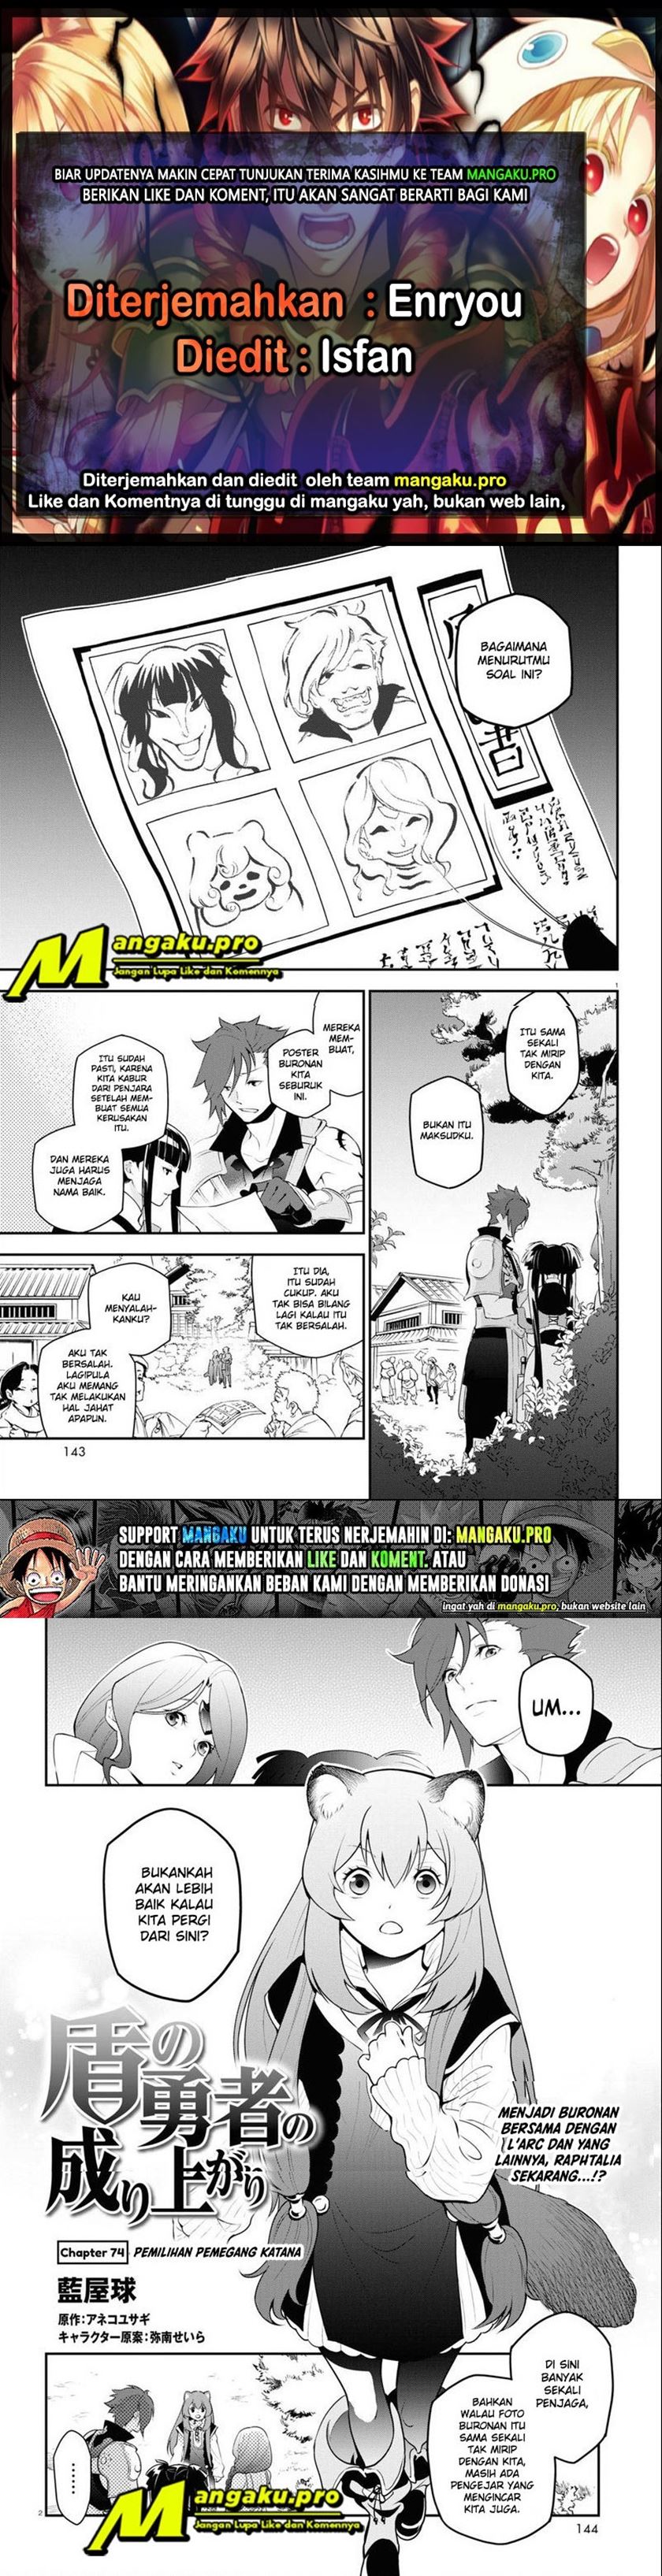 BIAR UPDATENYA MAKIN CEPAT TUNJUKAN TERIMA KASIHMU KE TEAM MANGAKU.PRO
BERIKAN LIKE DAN KOMENT, ITU AKAN SANGAT BERARTI BAGI KAMI
Diterjemahkan : Enryou
Diedit : Isfan
Diterjemahkan dan diedit oleh team mangaku.pro
Like dan Komentnya di tunggu di mangaku yah, bukan web lain,
BAGAIMANA
MENURUTMU
SOAL INI?
Mangaku.pro
Jangan Lupa Like dan Komennya
1
ITU SAMA
SEKALI
TAK MIRIP
DENGAN
KITA.
BUKAN ITU
MAKSUDKU.
MEREKA
MEM-
BUAT,
POSTER
BURONAN
KITA
SEBURUK
INI.
ITU SUDAH
PASTI, KARENA
KITA KABUR
DARI PENJARA
SETELAH MEM-
BUAT SEMUA
KERUSAKAN
ITU.
DAN MEREKA
JUGA HARUS
MENJAGA
NAMA BAIK.
ITU DIA,
ITU SUDAH
CUKUP. AKU
TAK BISA BILANG
LAGI KALAU ITU
TAK BERSALAH.
KAU
MENYALAH-
KANKU?
AKU TAK
BERSALAH.
LAGIPULA
AKU MEMANG
TAK MELAKUKAN
HAL JAHAT
APAPUN.
143
SUPPORT MANGAKU UNTUK TERUS NERJEMAHIN DI: MANGAKU.PRO
DENGAN CARA MEMBERIKAN LIKE DAN KOMENT. ATAU
BANTU MERINGANKAN BEBAN KAMI DENGAN MEMBERIKAN DONASI
ingat yah di mangaku.pro, bukan website lain
UM...
BUKANKAH
AKAN LEBIH
BAIK KALAU
KITA PERGI
DARI SINI?
盾の勇者の
成り上がり
MENJADI BURONAN
BERSAMA DENGAN
L'ARC DAN YANG
LAINNYA, RAPHTALIA
SEKARANG...!?
Chapter 74 PEMILIHAN PEMEGANG KATANA
藍屋球
原作:アネコユサギ
キャラクター原案:弥南せいら
DI SINI
BANYAK
SEKALI
PENJAGA,
BAHKAN
WALAU FOTO
BURONAN ITU
SAMA SEKALI
TAK MIRIP
DENGAN KITA,
MASIH ADA
PENGEJAR YANG
MENGINCAR
KITA JUGA.
2
Mangaku.pro
Jangan Lupa Like dan Komennya
144